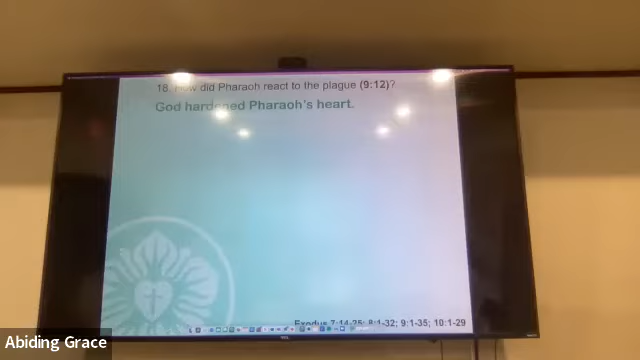 18. How did Pharaoh react to the plague (9:12)?
God hardened Pharaoh's heart.
Exodus 7:14-25; 8:1-32; 9:1-35; 10:1-29
TCL
Abiding Grace